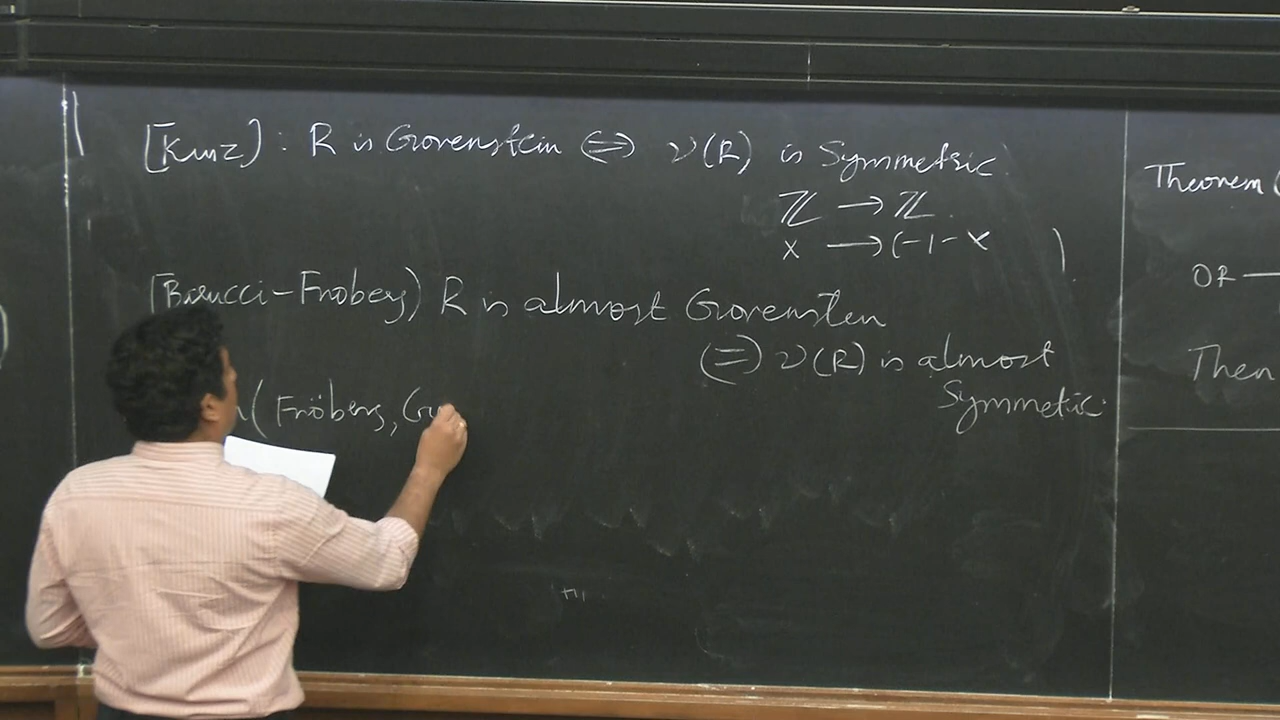 [Kunz] : R is Gorenstein ⇔ ν(R) is Symmetric.
ℤ → ℤ
x → (-1-x
[Barucci-Froberg) R is almost Gorenstein
⇔ ν(R) is almost
Symmetric.
(Fröberg, G
Theorem (
OR —
Then